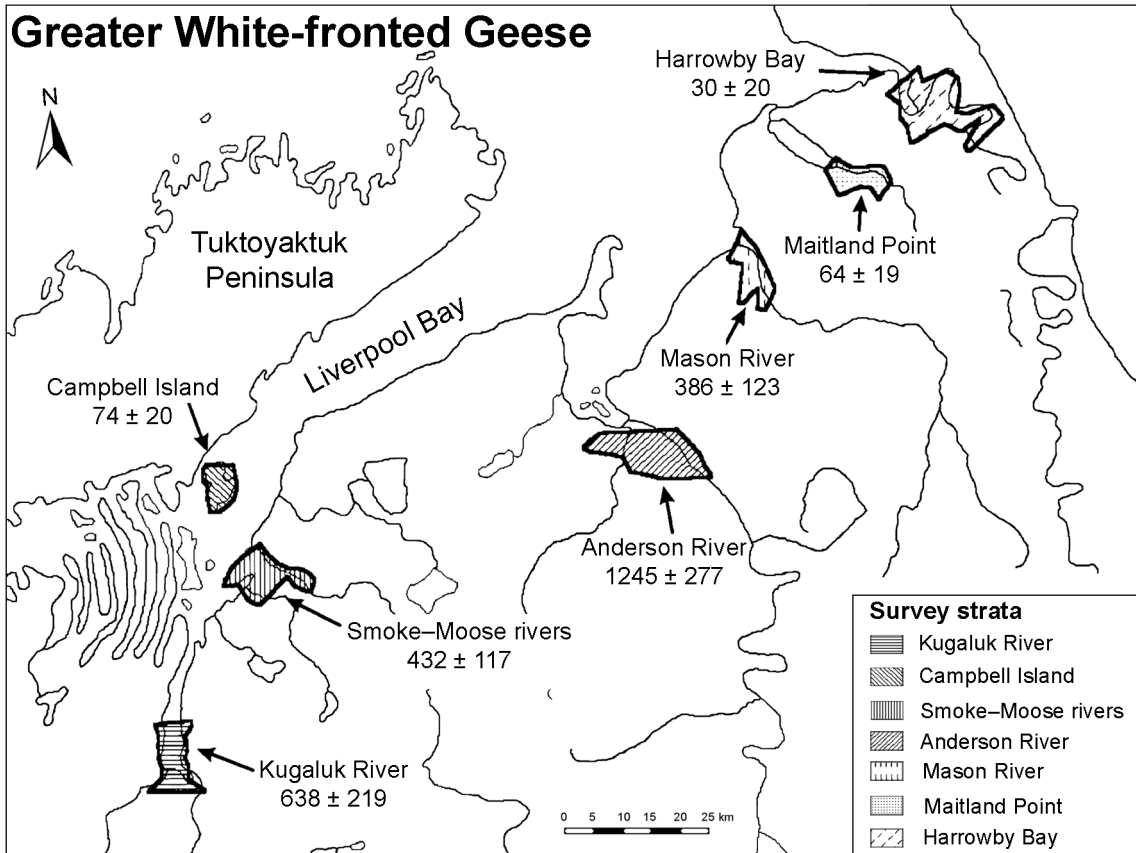 Greater White-fronted Geese
N
Harrowby Bay
30 ± 20
Tuktoyaktuk
Peninsula
Maitland Point
64 ± 19
Liverpool Bay
Mason River
386 ± 123
Campbell Island
74 ± 20
Anderson River
1245 ± 277
Smoke–Moose rivers
432 ± 117
Kugaluk River
638 ± 219
0 5 10 15 20 25 km
Survey strata
Kugaluk River
Campbell Island
Smoke–Moose rivers
Anderson River
Mason River
Maitland Point
Harrowby Bay